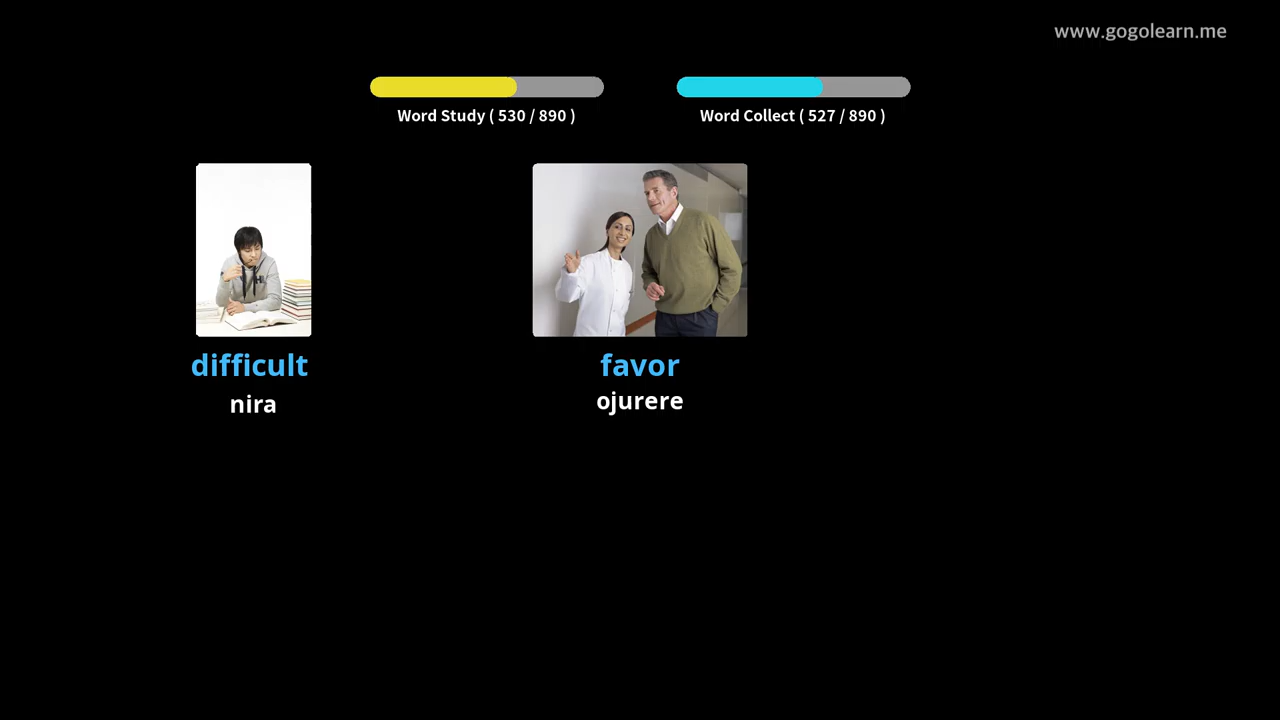 www.gogolearn.me
Word Study ( 530 / 890 )
Word Collect ( 527 / 890 )
difficult
nira
favor
ojurere